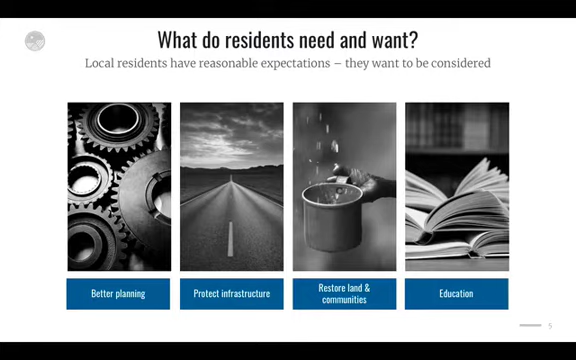 What do residents need and want?
Local residents have reasonable expectations – they want to be considered
Better planning
Protect infrastructure
Restore land &
communities
Education
5